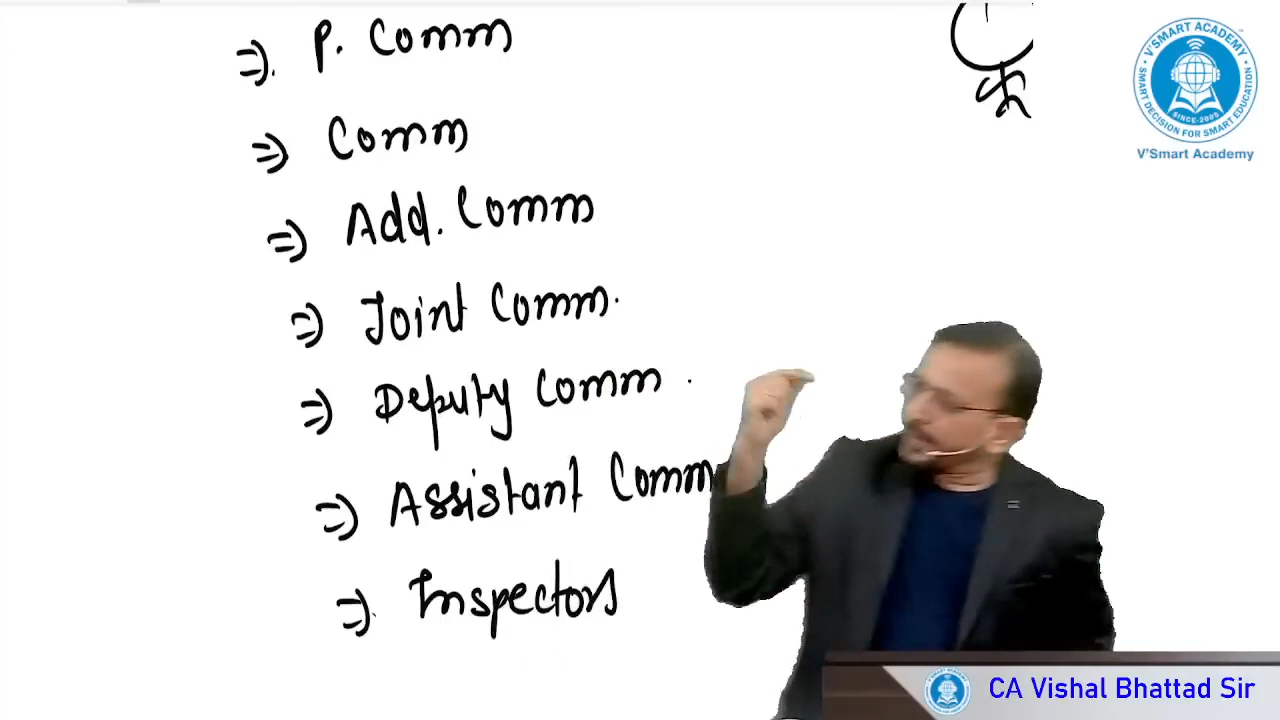 ⇒ P. Comm
⇒ Comm
⇒ Add. Comm
⇒ Joint Comm.
⇒ Deputy Comm.
⇒ Assistant Comm
⇒ Inspectors
V'SMART ACADEMY
SMART DECISION FOR SMART EDUCATION
SINCE-2005
V'Smart Academy
CA Vishal Bhattad Sir